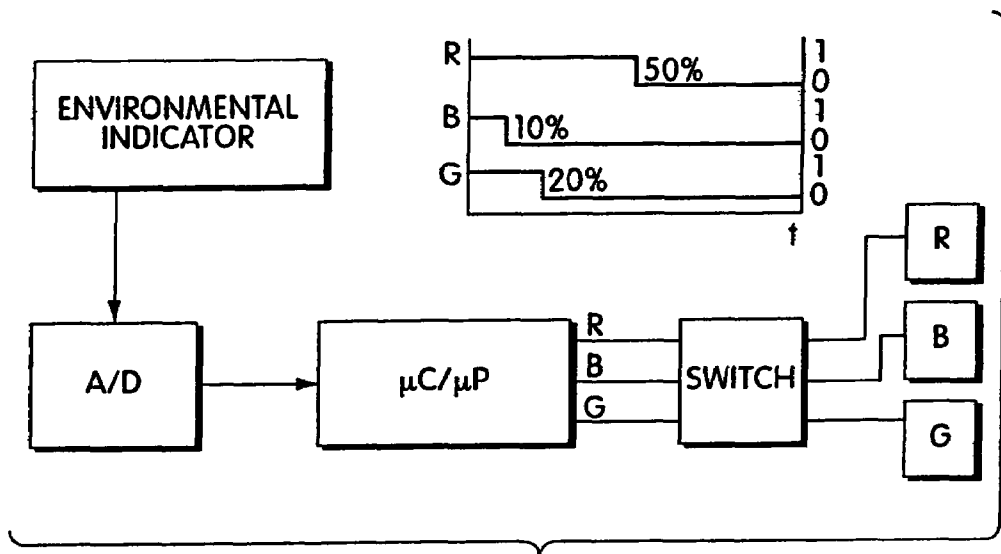 R 50% 1
0
B 10% 1
0
G 20% 1
0
t
ENVIRONMENTAL
INDICATOR
A/D
μC/μP
R
B
G
SWITCH
R
B
G